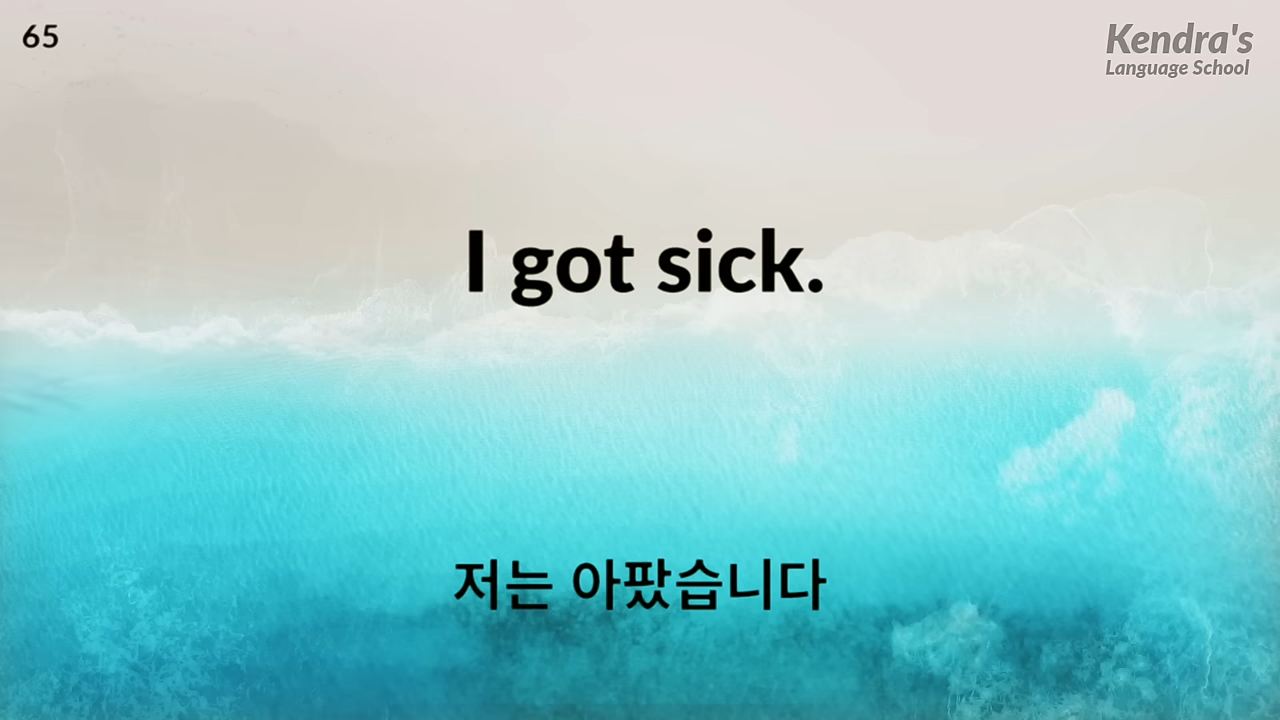 65
Kendra's
Language School
I got sick.
저는 아팠습니다